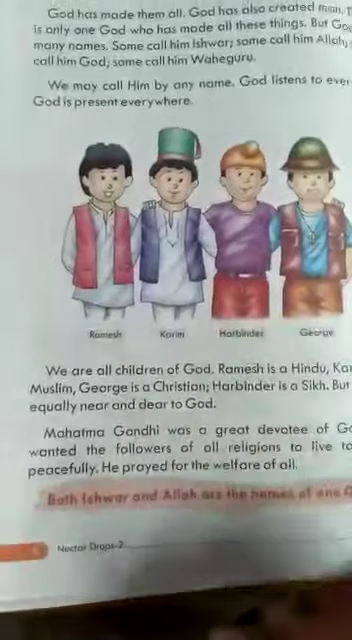 God has made them all. God has also created man.
is only one God who has made all these things. But
many names. Some call him Ishwar; some call him Allah;
call him God; some call him Waheguru.
We may call Him by any name. God listens to
God is present everywhere.
Ramesh Karim Harbinder George
We are all children of God. Ramesh is a Hindu,
Muslim, George is a Christian; Harbinder is a Sikh. But
equally near and dear to God.
Mahatma Gandhi was a great devotee of
wanted the followers of all religions to live
peacefully. He prayed for the welfare of all.
Both Ishwar and Allah are the names of one
Nectar Drops-2